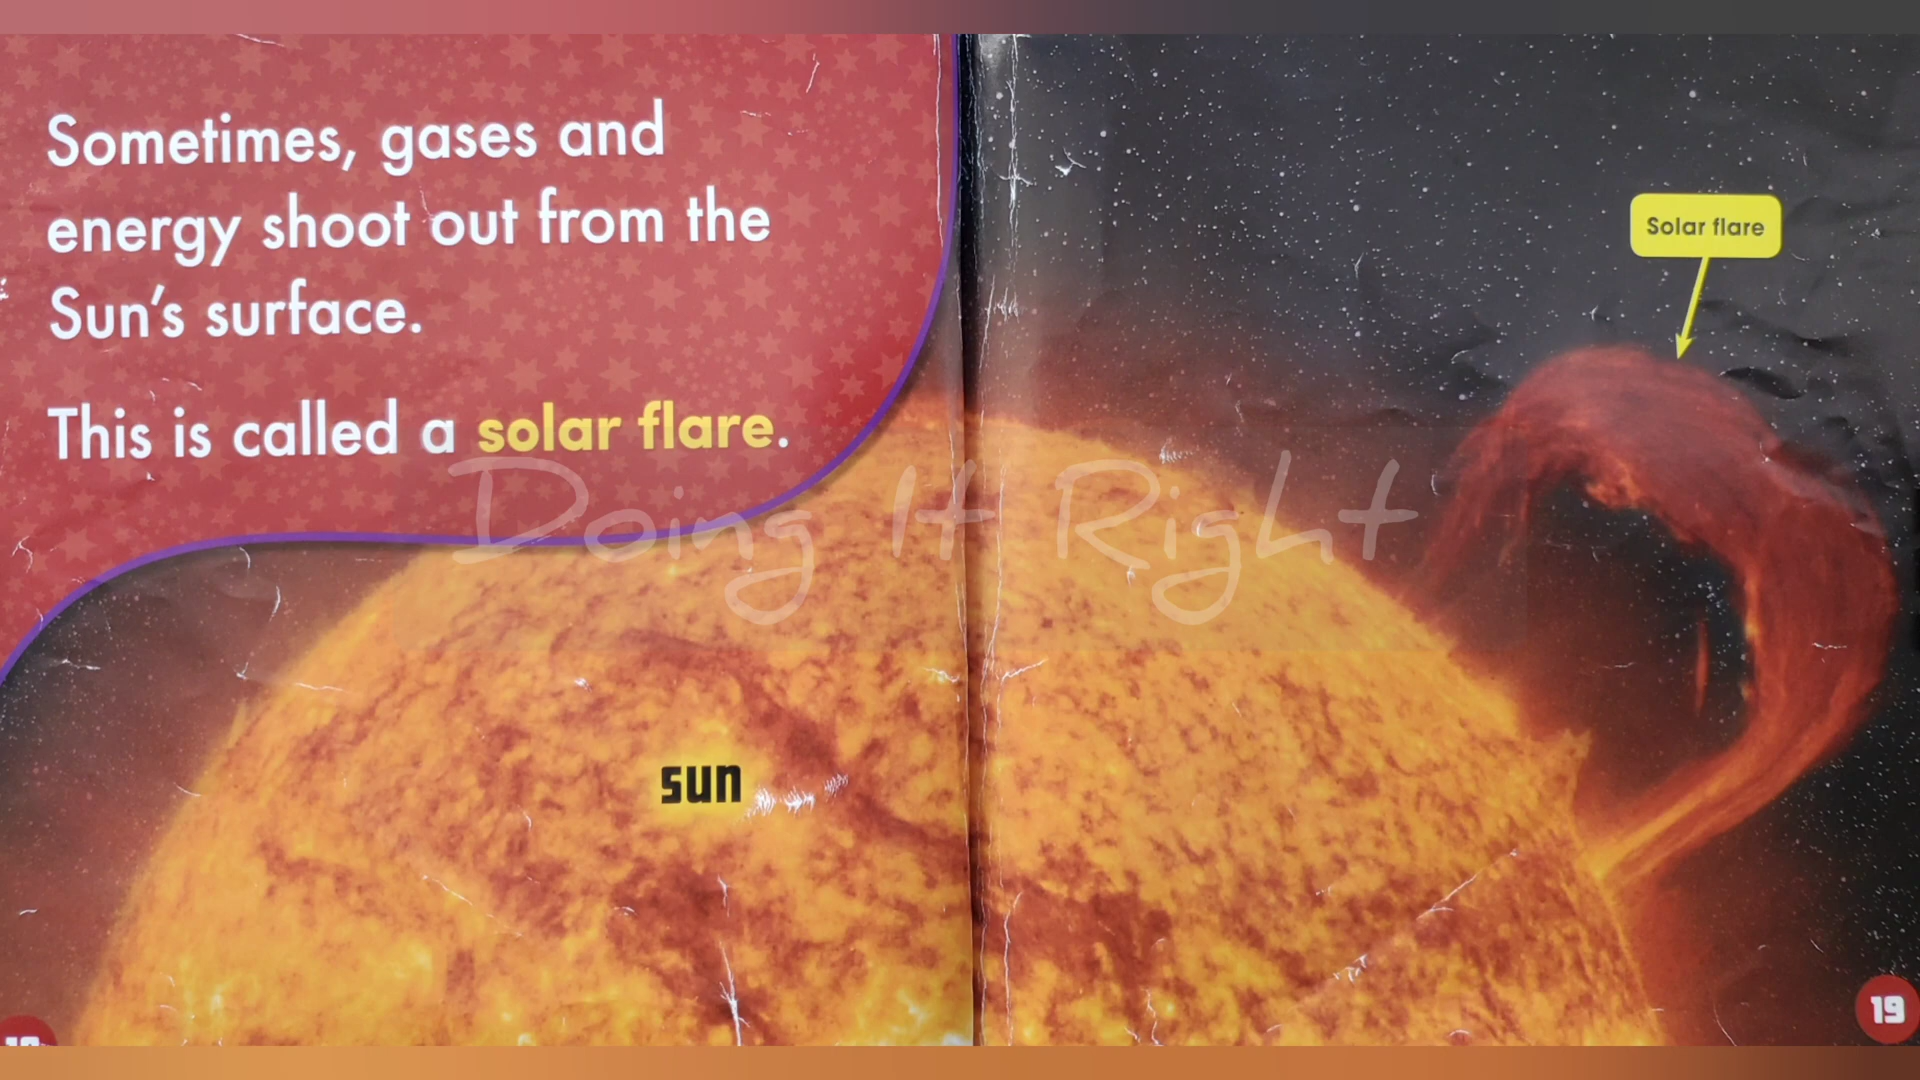 Sometimes, gases and
energy shoot out from the
Sun's surface.
This is called a solar flare.
Solar flare
Doing It Right
sun
19